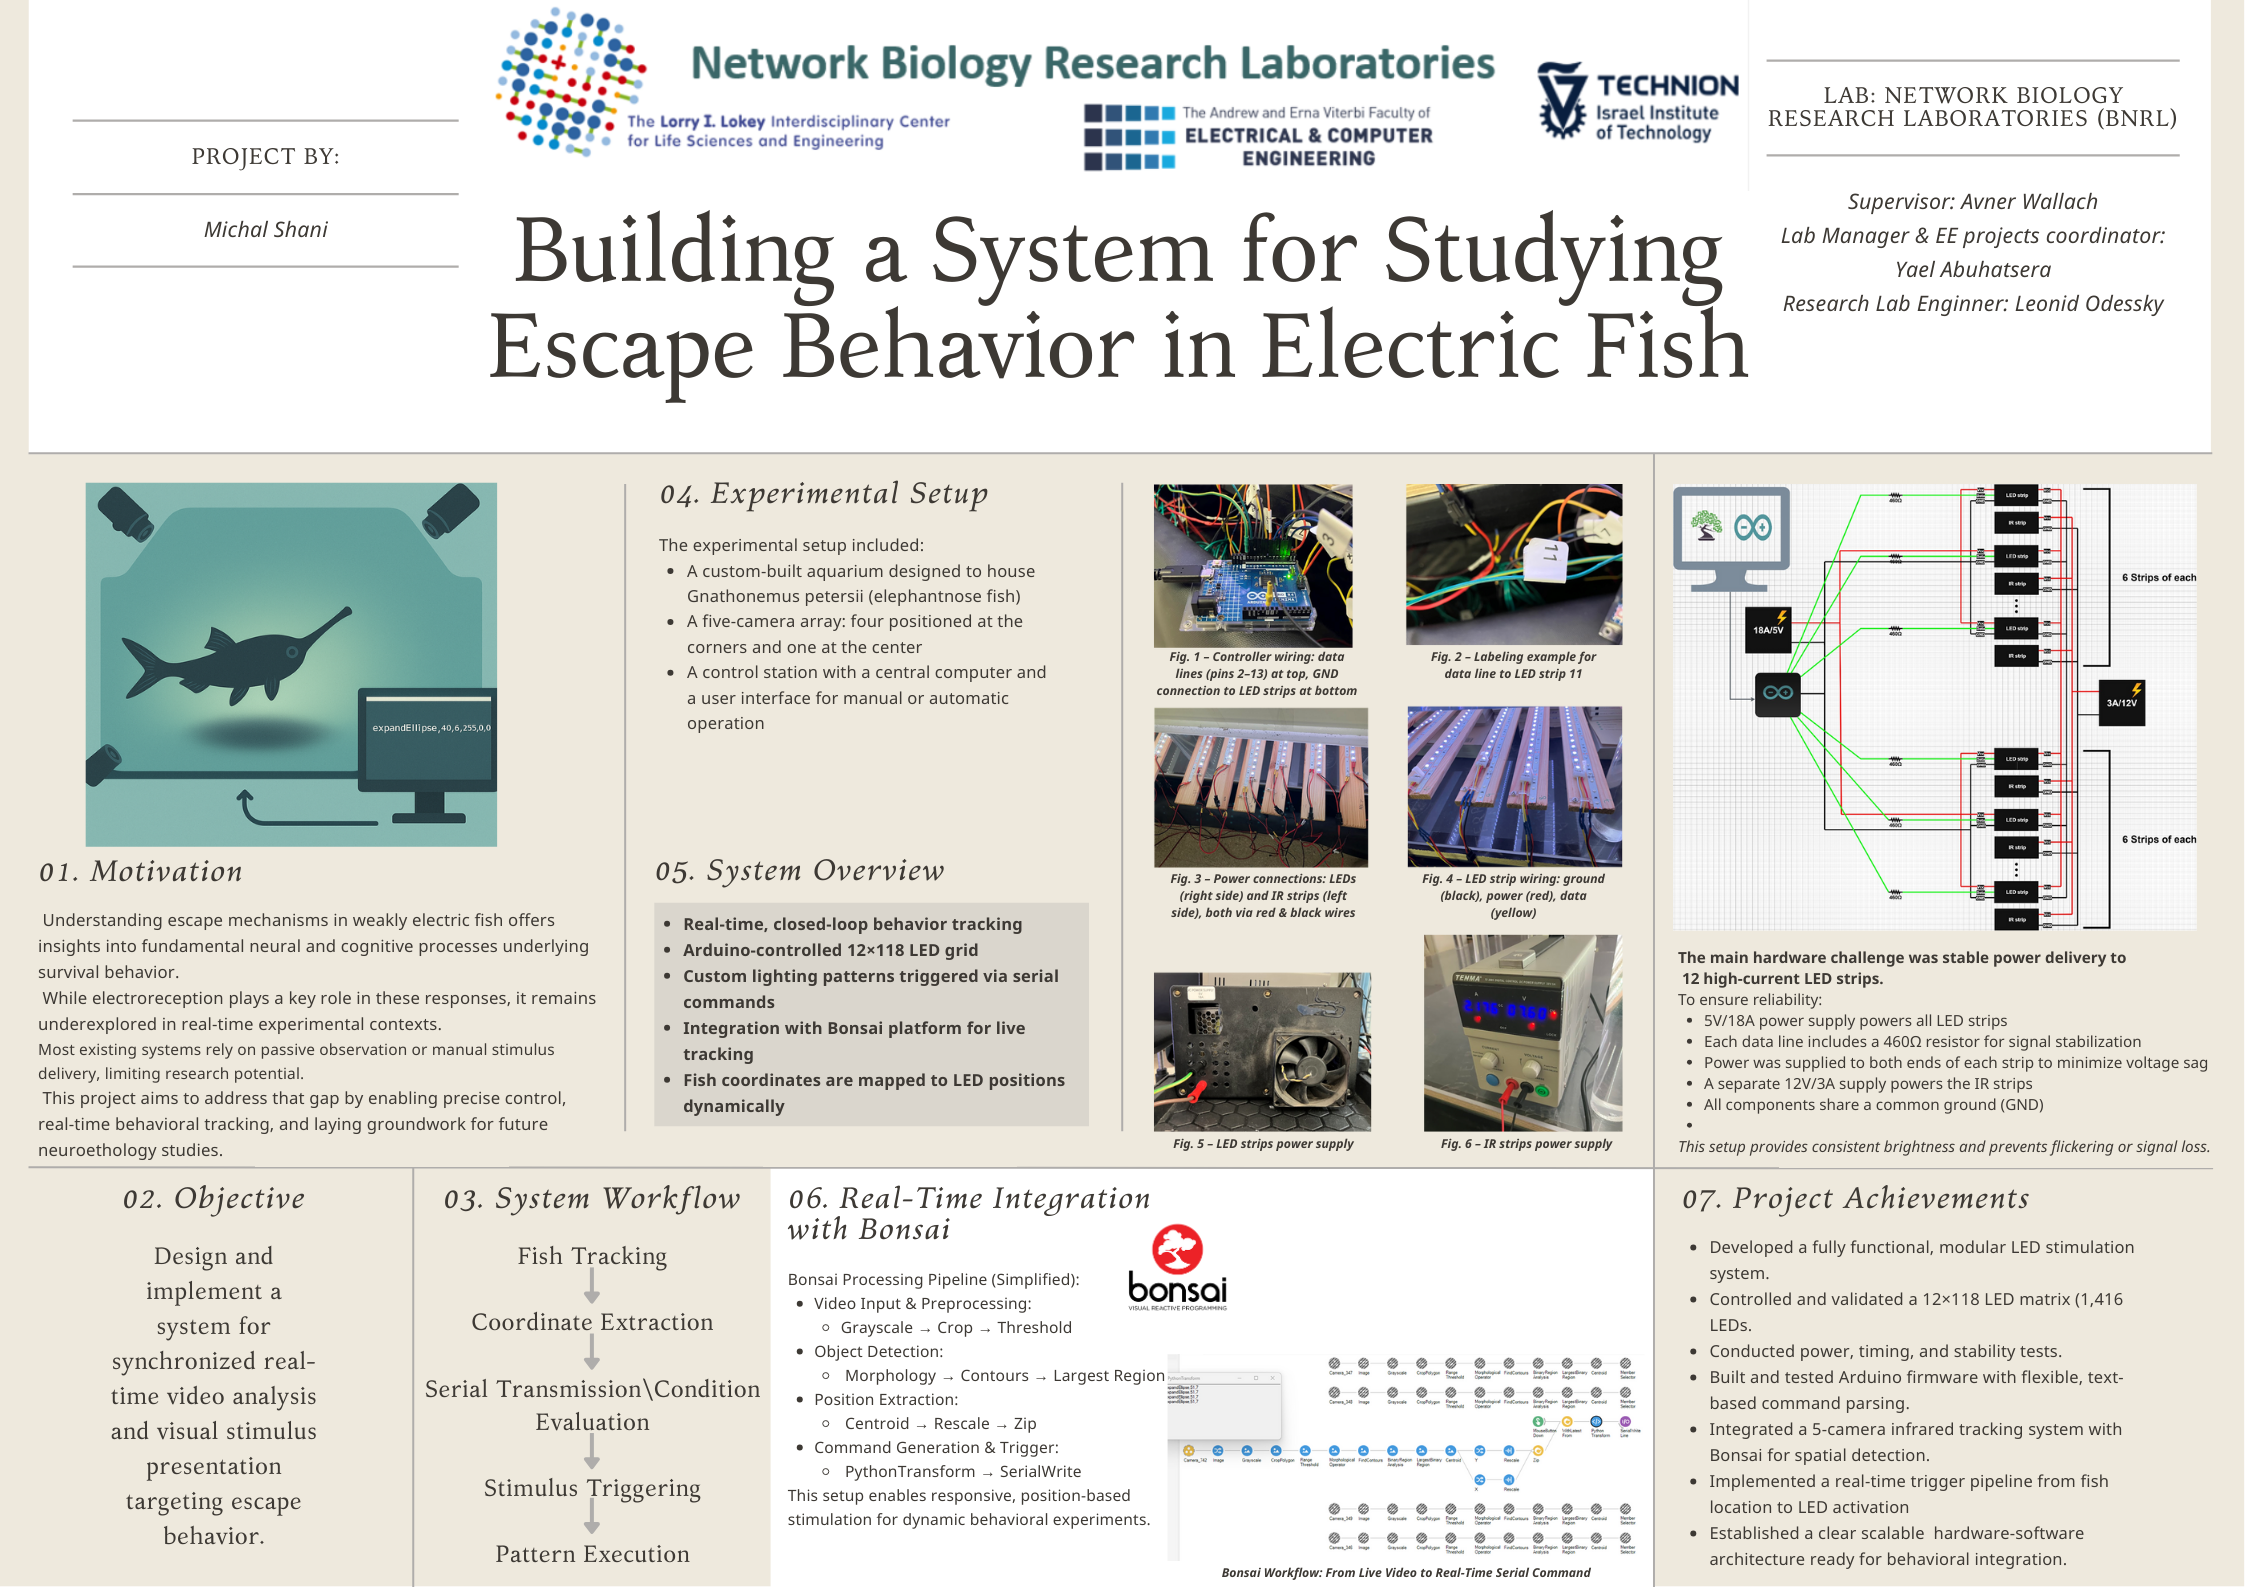 Network Biology Research Laboratories
The Lorry I. Lokey Interdisciplinary Center
for Life Sciences and Engineering
The Andrew and Erna Viterbi Faculty of
ELECTRICAL & COMPUTER
ENGINEERING
TECHNION
Israel Institute
of Technology
PROJECT BY:
Michal Shani
LAB: NETWORK BIOLOGY
RESEARCH LABORATORIES (BNRL)
Supervisor: Avner Wallach
Lab Manager & EE projects coordinator:
Yael Abuhatsera
Research Lab Enginner: Leonid Odessky
Building a System for Studying
Escape Behavior in Electric Fish
expandEllipse,40,6,255,0,0
01. Motivation
Understanding escape mechanisms in weakly electric fish offers
insights into fundamental neural and cognitive processes underlying
survival behavior.
While electroreception plays a key role in these responses, it remains
underexplored in real-time experimental contexts.
Most existing systems rely on passive observation or manual stimulus
delivery, limiting research potential.
This project aims to address that gap by enabling precise control,
real-time behavioral tracking, and laying groundwork for future
neuroethology studies.
02. Objective
Design and
implement a
system for
synchronized real-
time video analysis
and visual stimulus
presentation
targeting escape
behavior.
03. System Workflow
Fish Tracking
Coordinate Extraction
Serial Transmission\Condition
Evaluation
Stimulus Triggering
Pattern Execution
04. Experimental Setup
The experimental setup included:
• A custom-built aquarium designed to house
Gnathonemus petersii (elephantnose fish)
• A five-camera array: four positioned at the
corners and one at the center
• A control station with a central computer and
a user interface for manual or automatic
operation
05. System Overview
• Real-time, closed-loop behavior tracking
• Arduino-controlled 12×118 LED grid
• Custom lighting patterns triggered via serial
commands
• Integration with Bonsai platform for live
tracking
• Fish coordinates are mapped to LED positions
dynamically
Fig. 1 – Controller wiring: data
lines (pins 2–13) at top, GND
connection to LED strips at bottom
11
Fig. 2 – Labeling example for
data line to LED strip 11
Fig. 3 – Power connections: LEDs
(right side) and IR strips (left
side), both via red & black wires
Fig. 4 – LED strip wiring: ground
(black), power (red), data
(yellow)
Fig. 5 – LED strips power supply
TENMA
Fig. 6 – IR strips power supply
18A/5V
3A/12V
460Ω
460Ω
460Ω
460Ω
460Ω
460Ω
LED strip
IR strip
LED strip
IR strip
LED strip
IR strip
6 Strips of each
LED strip
IR strip
LED strip
IR strip
LED strip
IR strip
6 Strips of each
The main hardware challenge was stable power delivery to
12 high-current LED strips.
To ensure reliability:
• 5V/18A power supply powers all LED strips
• Each data line includes a 460Ω resistor for signal stabilization
• Power was supplied to both ends of each strip to minimize voltage sag
• A separate 12V/3A supply powers the IR strips
• All components share a common ground (GND)
•
This setup provides consistent brightness and prevents flickering or signal loss.
06. Real-Time Integration
with Bonsai
bonsai
VISUAL REACTIVE PROGRAMMING
Bonsai Processing Pipeline (Simplified):
• Video Input & Preprocessing:
◦ Grayscale → Crop → Threshold
• Object Detection:
◦ Morphology → Contours → Largest Region
• Position Extraction:
◦ Centroid → Rescale → Zip
• Command Generation & Trigger:
◦ PythonTransform → SerialWrite
This setup enables responsive, position-based
stimulation for dynamic behavioral experiments.
Bonsai Workflow: From Live Video to Real-Time Serial Command
07. Project Achievements
• Developed a fully functional, modular LED stimulation
system.
• Controlled and validated a 12×118 LED matrix (1,416
LEDs.
• Conducted power, timing, and stability tests.
• Built and tested Arduino firmware with flexible, text-
based command parsing.
• Integrated a 5-camera infrared tracking system with
Bonsai for spatial detection.
• Implemented a real-time trigger pipeline from fish
location to LED activation
• Established a clear scalable  hardware-software
architecture ready for behavioral integration.